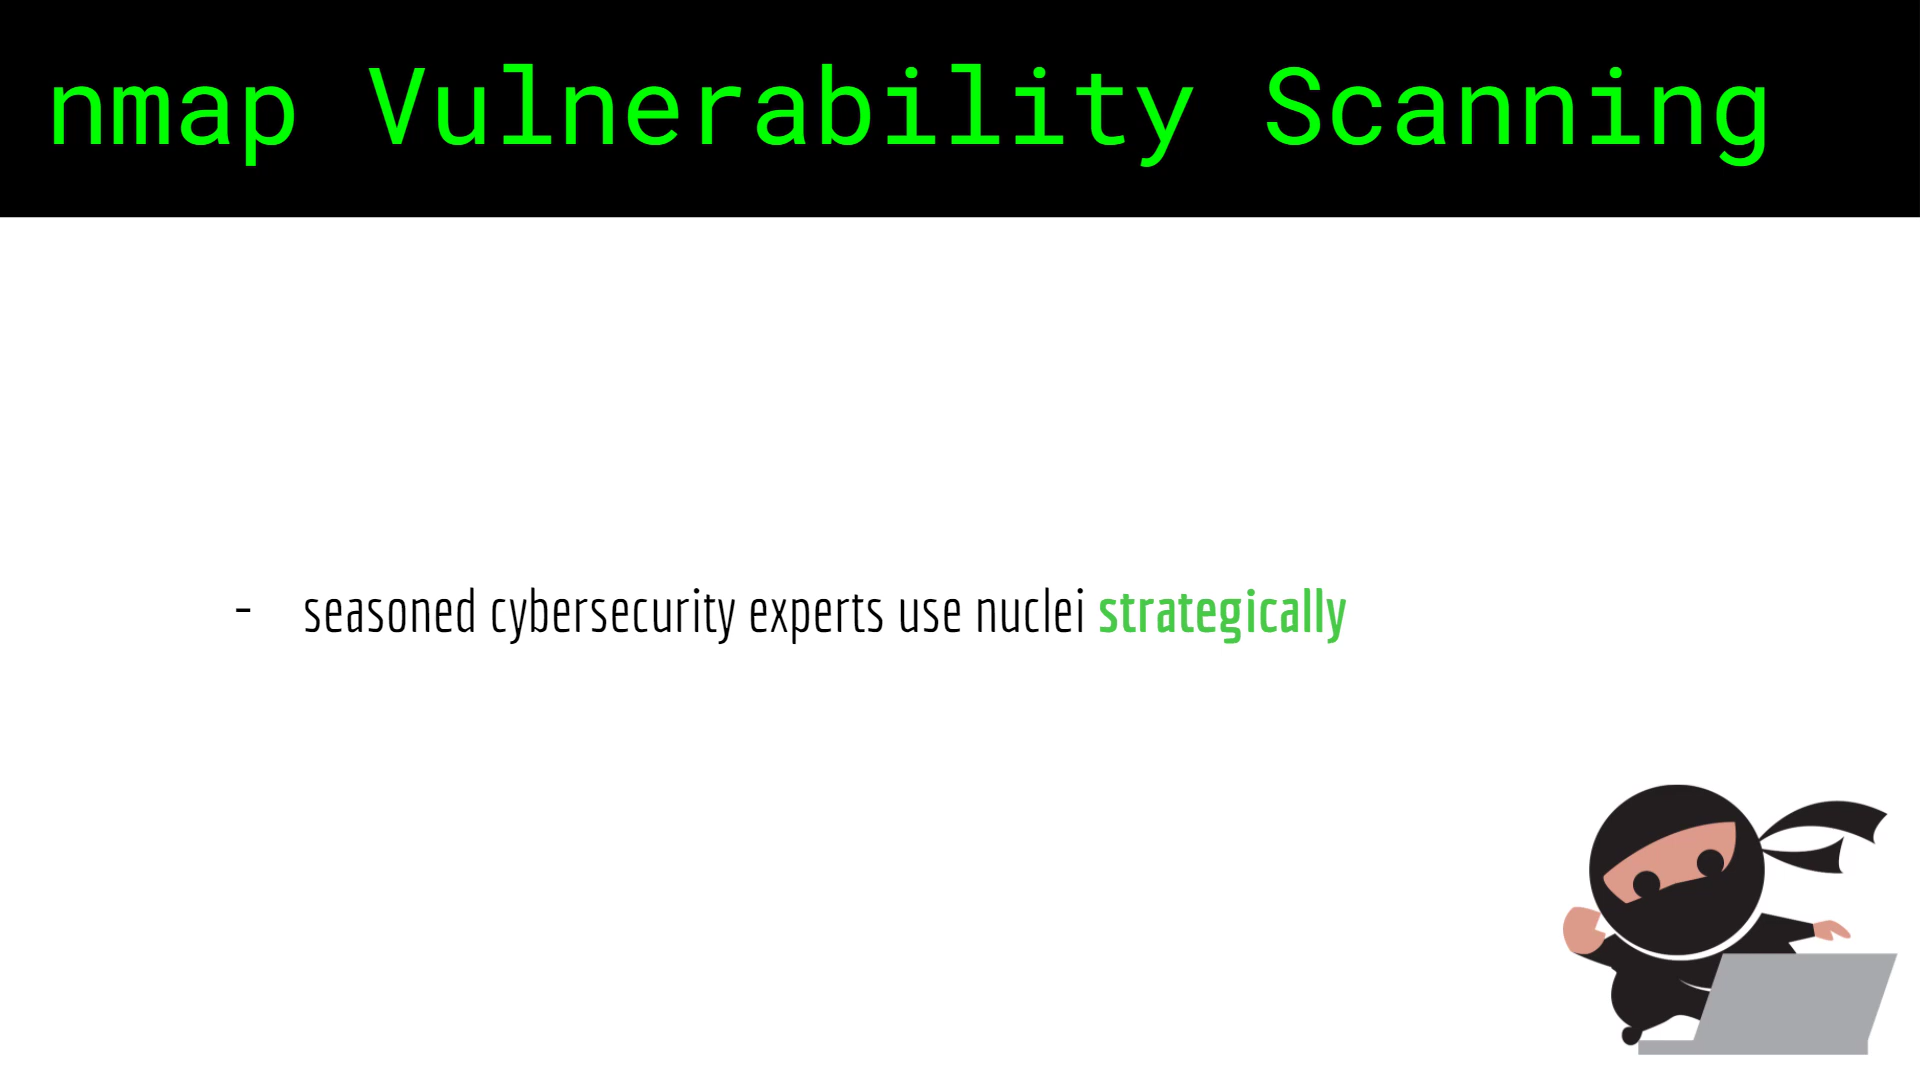 nmap Vulnerability Scanning
- seasoned cybersecurity experts use nuclei strategically